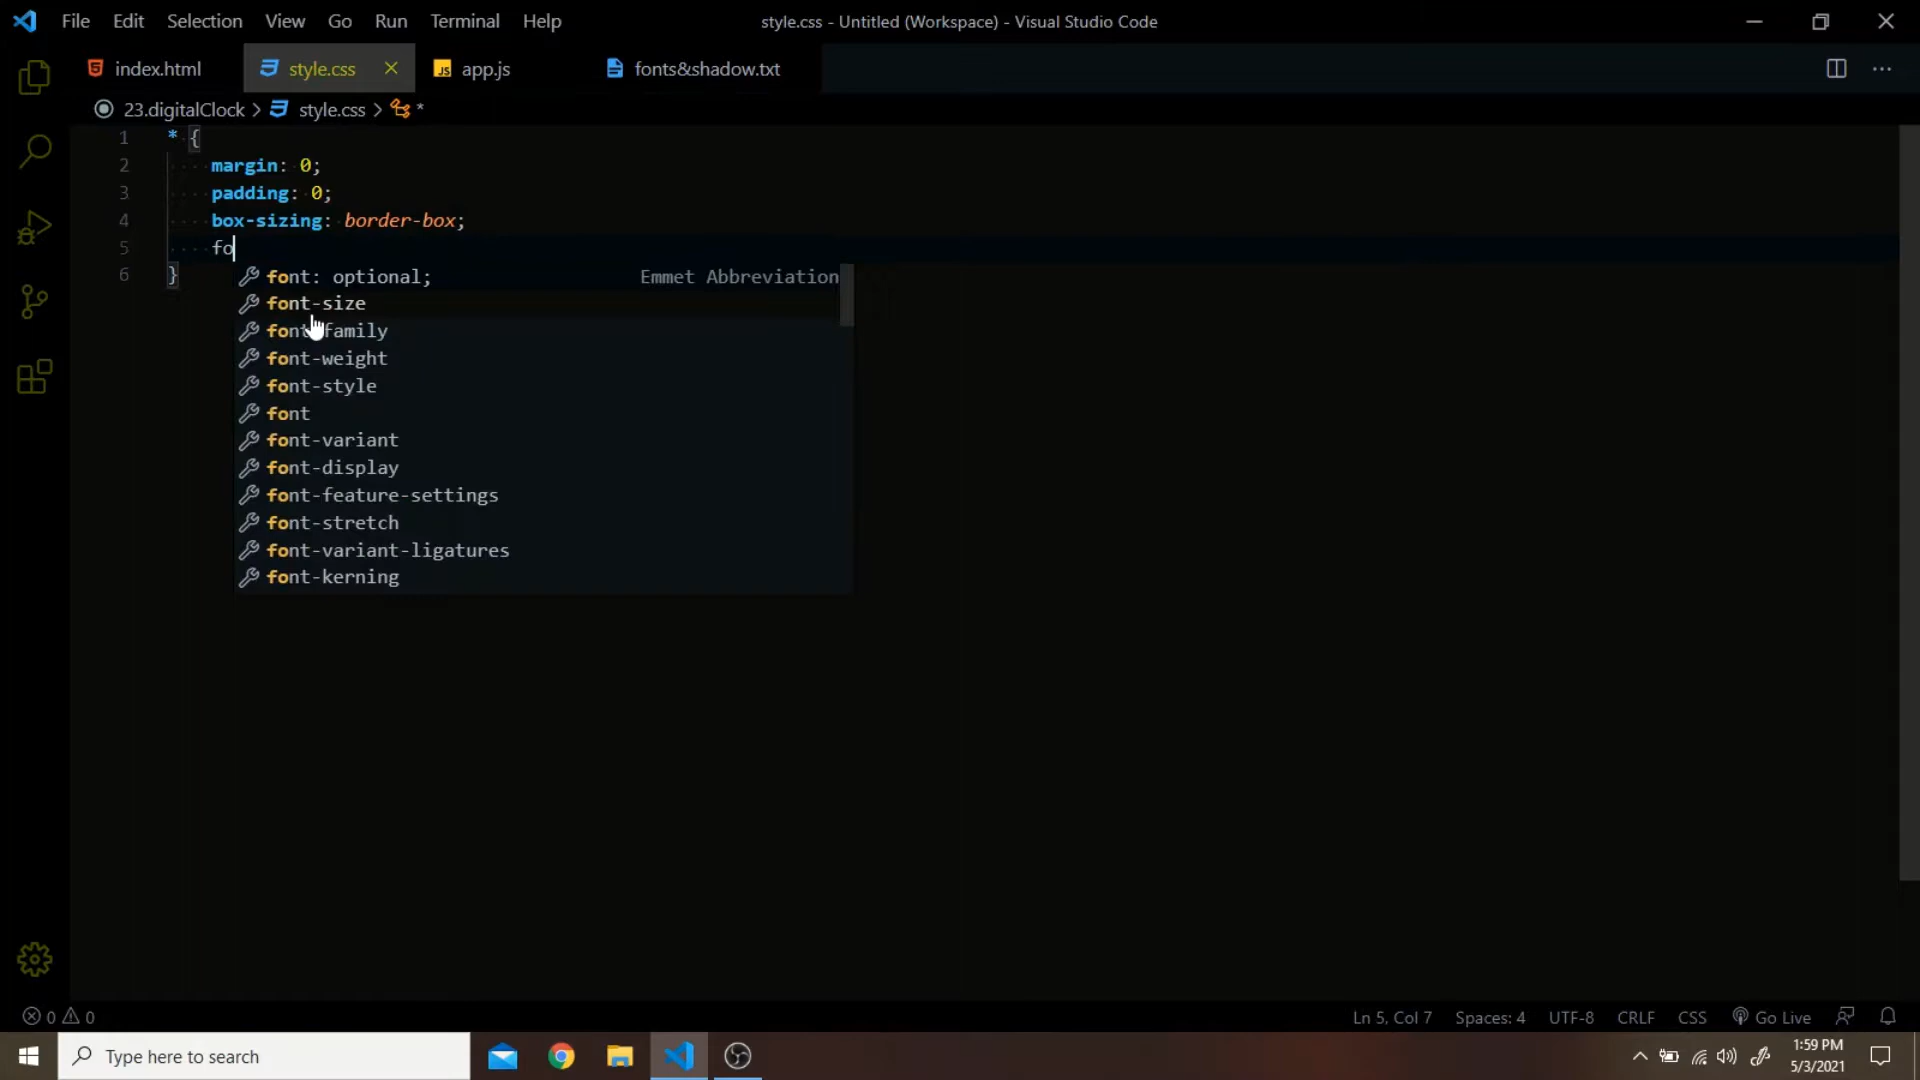 File Edit Selection View Go Run Terminal Help style.css - Untitled (Workspace) - Visual Studio Code
index.html style.css app.js fonts&shadow.txt
23.digitalClock > style.css > *
1 * {
2 margin: 0;
3 padding: 0;
4 box-sizing: border-box;
5 fo
6 }
font: optional; Emmet Abbreviation
font-size
font-family
font-weight
font-style
font
font-variant
font-display
font-feature-settings
font-stretch
font-variant-ligatures
font-kerning
0 0 Ln 5, Col 7 Spaces: 4 UTF-8 CRLF CSS Go Live
Type here to search
1:59 PM
5/3/2021